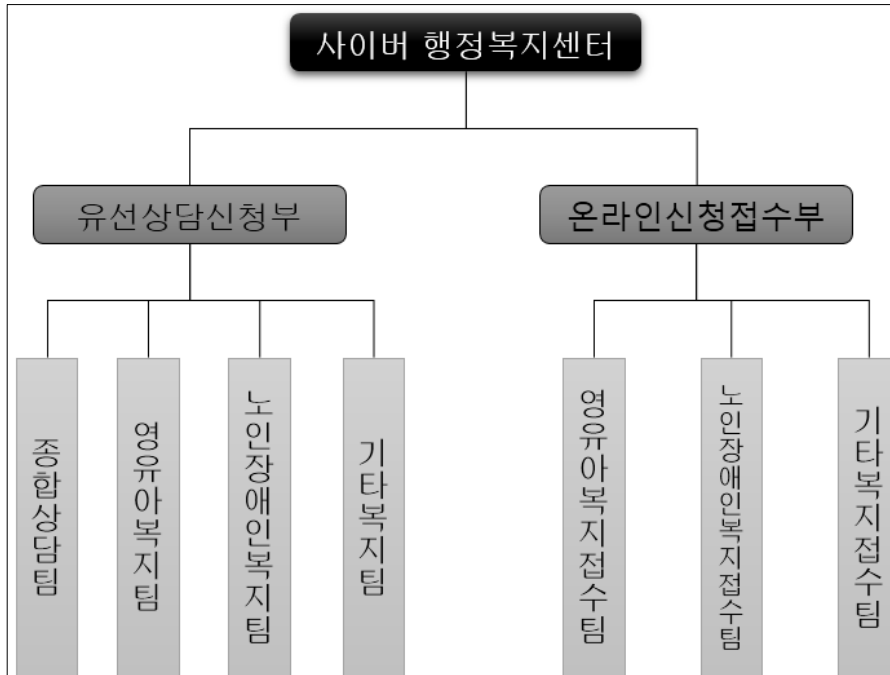 사이버 행정복지센터
유선상담신청부
온라인신청접수부
종합상담팀
영유아복지팀
노인장애인복지팀
기타복지팀
영유아복지접수팀
노인장애인복지접수팀
기타복지접수팀